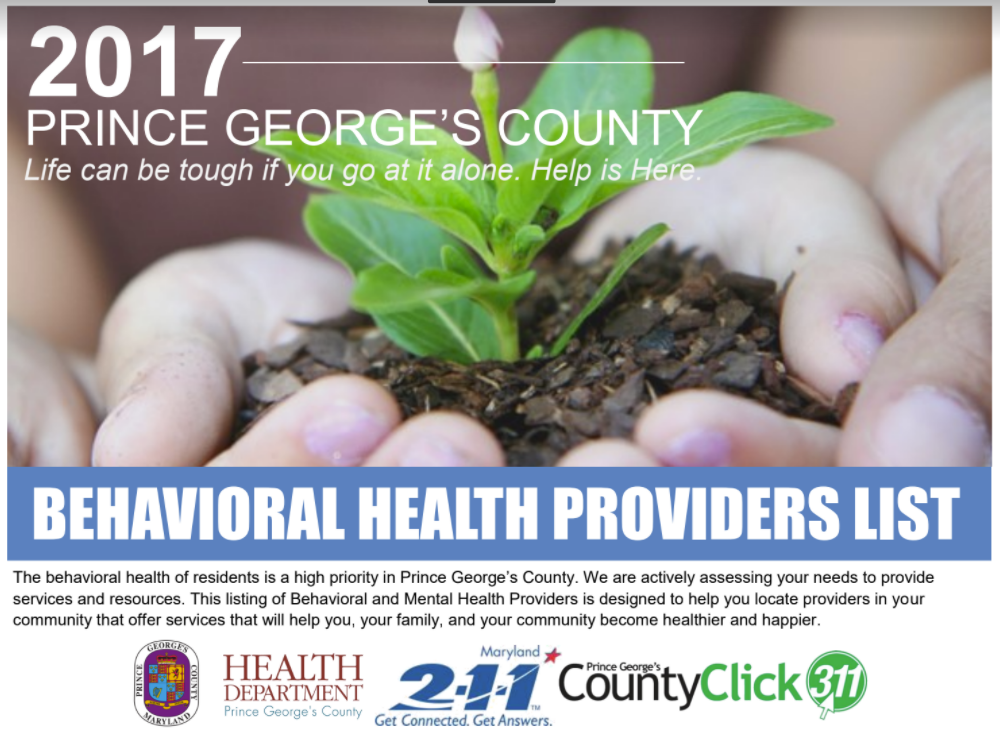 2017
PRINCE GEORGE'S COUNTY
Life can be tough if you go at it alone. Help is Here.
BEHAVIORAL HEALTH PROVIDERS LIST
The behavioral health of residents is a high priority in Prince George's County. We are actively assessing your needs to provide
services and resources. This listing of Behavioral and Mental Health Providers is designed to help you locate providers in your
community that offer services that will help you, your family, and your community become healthier and happier.
PRINCE GEORGE'S COUNTY
MARYLAND
HEALTH
DEPARTMENT
Prince George's County
Maryland
2-1-1™
Get Connected. Get Answers.
Prince George's
CountyClick 311